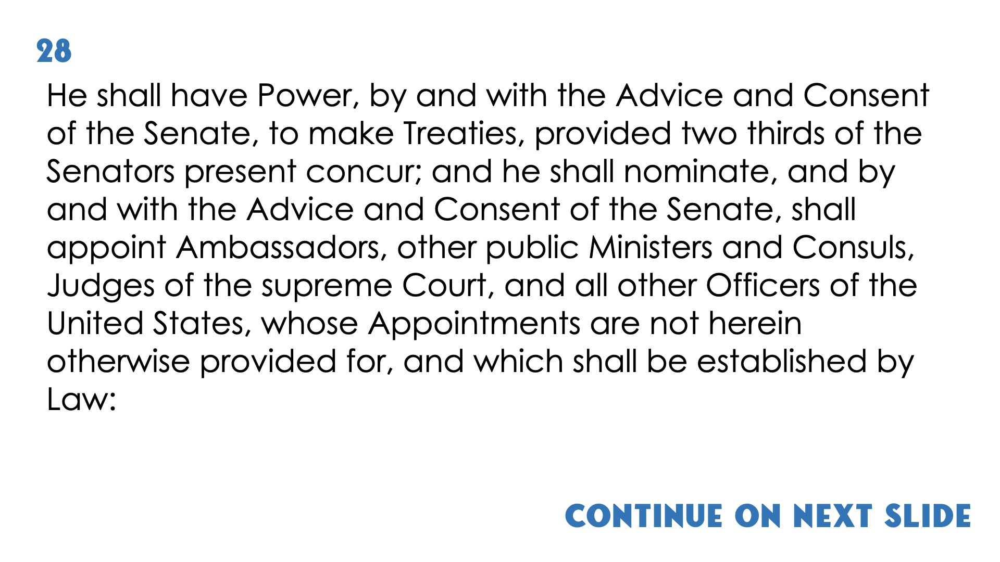 28
He shall have Power, by and with the Advice and Consent
of the Senate, to make Treaties, provided two thirds of the
Senators present concur; and he shall nominate, and by
and with the Advice and Consent of the Senate, shall
appoint Ambassadors, other public Ministers and Consuls,
Judges of the supreme Court, and all other Officers of the
United States, whose Appointments are not herein
otherwise provided for, and which shall be established by
Law:
CONTINUE ON NEXT SLIDE